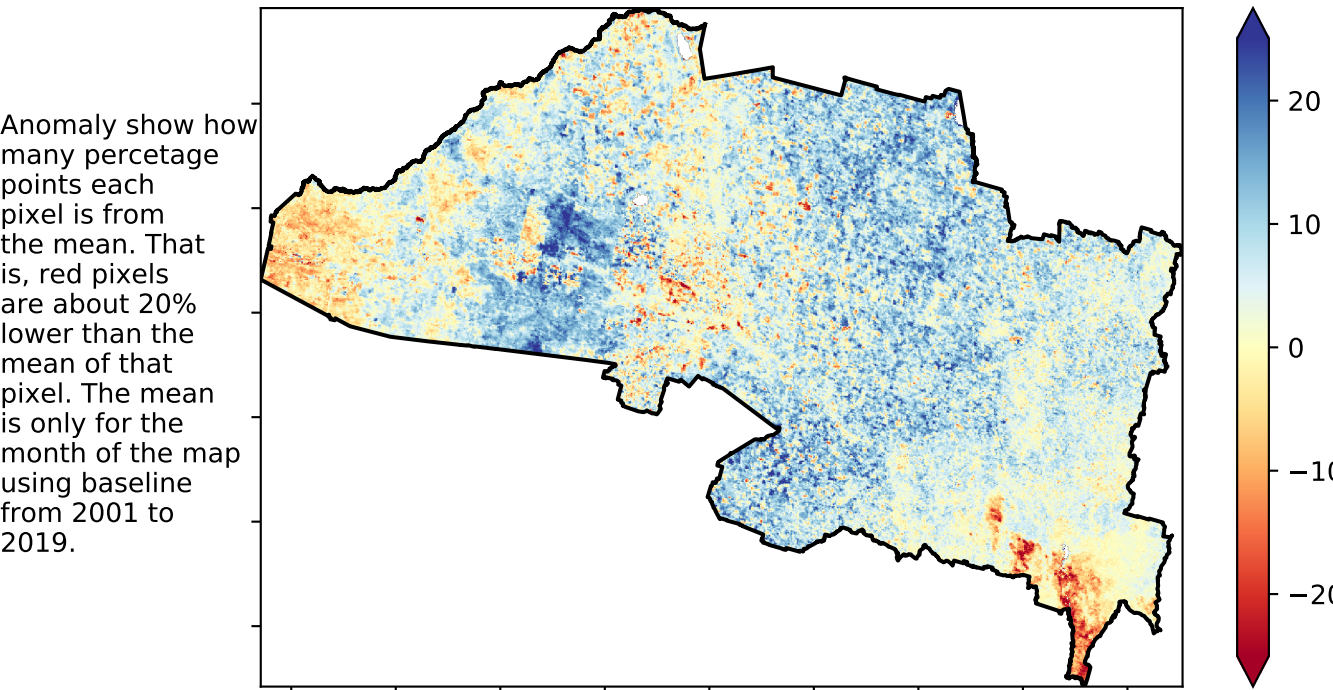 Anomaly show how
many percetage
points each
pixel is from
the mean. That
is, red pixels
are about 20%
lower than the
mean of that
pixel. The mean
is only for the
month of the map
using baseline
from 2001 to
2019.
20
10
0
−10
−20